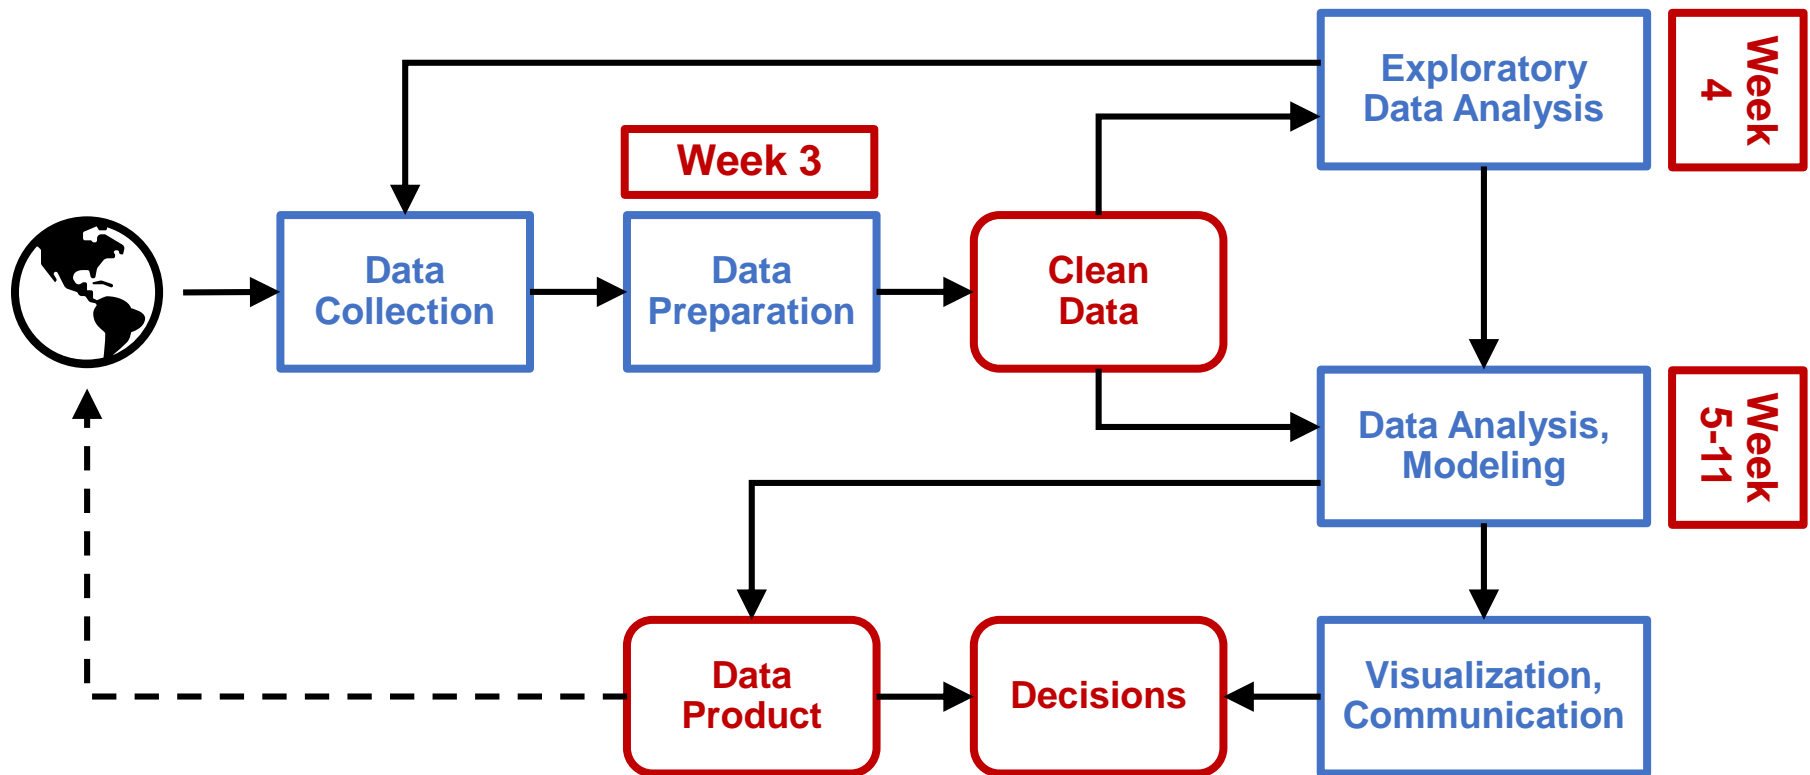 Exploratory
Data Analysis
Week
4
Week 3
Data
Collection
Data
Preparation
Clean
Data
Data Analysis,
Modeling
Week
5-11
Data
Product
Decisions
Visualization,
Communication